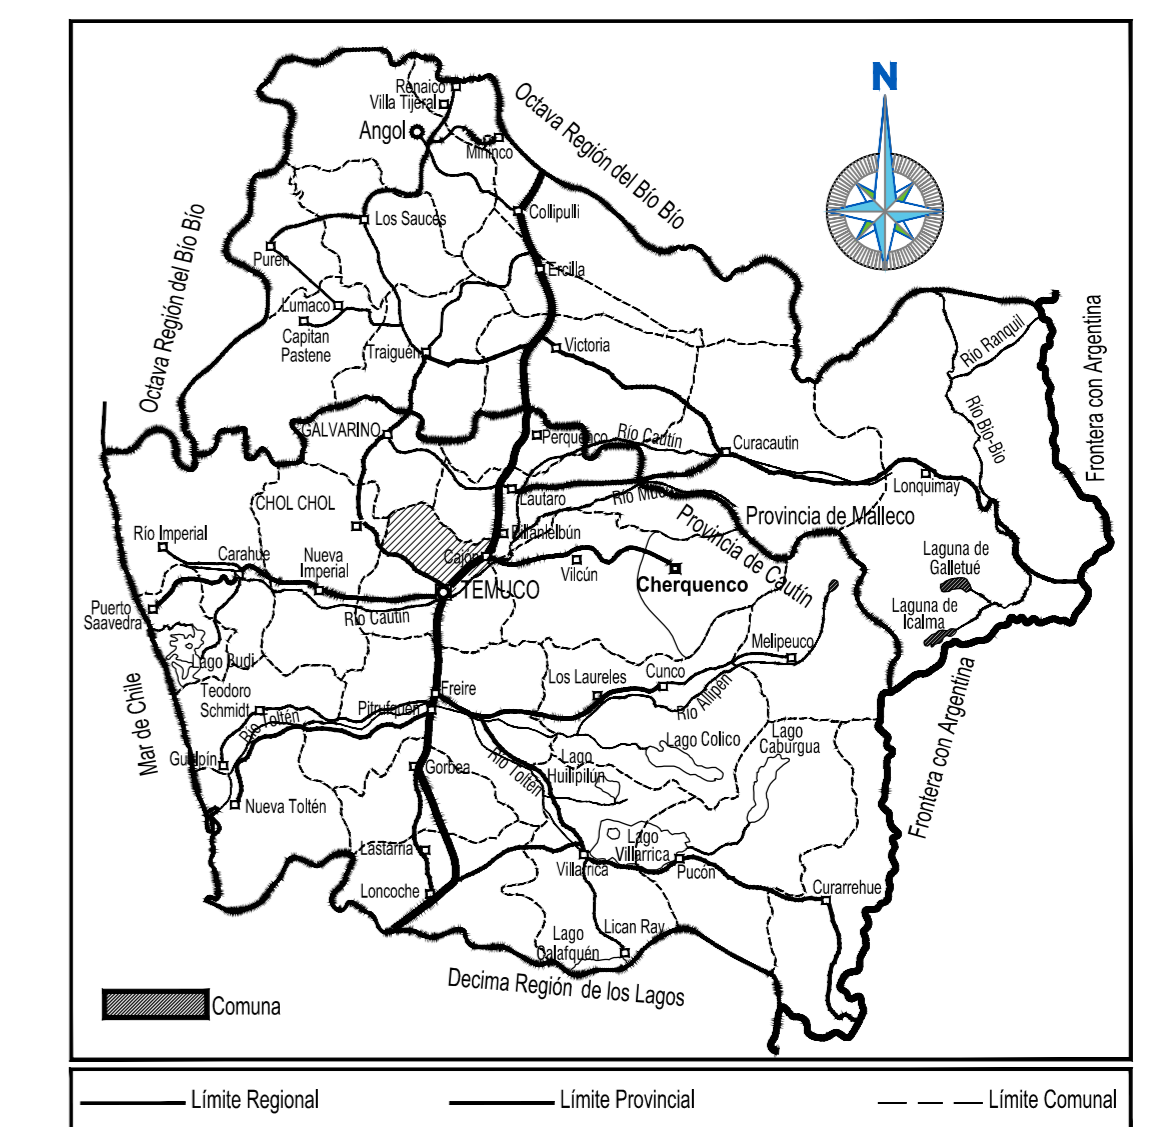 N
Renaico
Villa Tijeral
Angol
Mininco
Octava Región del Bío Bío
Octava Región del Bío Bío
Los Sauces
Collipulli
Purén
Ercilla
Lumaco
Capitan
Pastene
Traiguén
Victoria
Río Ranquil
Frontera con Argentina
Río Bío-Bío
GALVARINO
Perquenco
Río Cautín
Curacautin
Lonquimay
Lautaro
CHOL CHOL
Provincia de Malleco
Provincia de Cautín
Río Imperial
Carahue
Nueva
Imperial
Cajón
Vilcún
Cherquenco
Laguna de
Galletué
Laguna de
Icalma
TEMUCO
Puerto
Saavedra
Río Cautín
Lago Budi
Melipeuco
Cunco
Los Laureles
Río Allipén
Teodoro
Schmidt
Freire
Pitrufquén
Río Toltén
Mar de Chile
Lago Colico
Lago
Caburgua
Frontera con Argentina
Gorbea
Río Toltén
Lago
Huilipilún
Nueva Toltén
Lago
Villarrica
Lastarria
Villarrica
Pucón
Loncoche
Curarrehue
Lican Ray
Lago
Calafquén
Decima Región de los Lagos
Comuna
Límite Regional
Límite Provincial
Límite Comunal